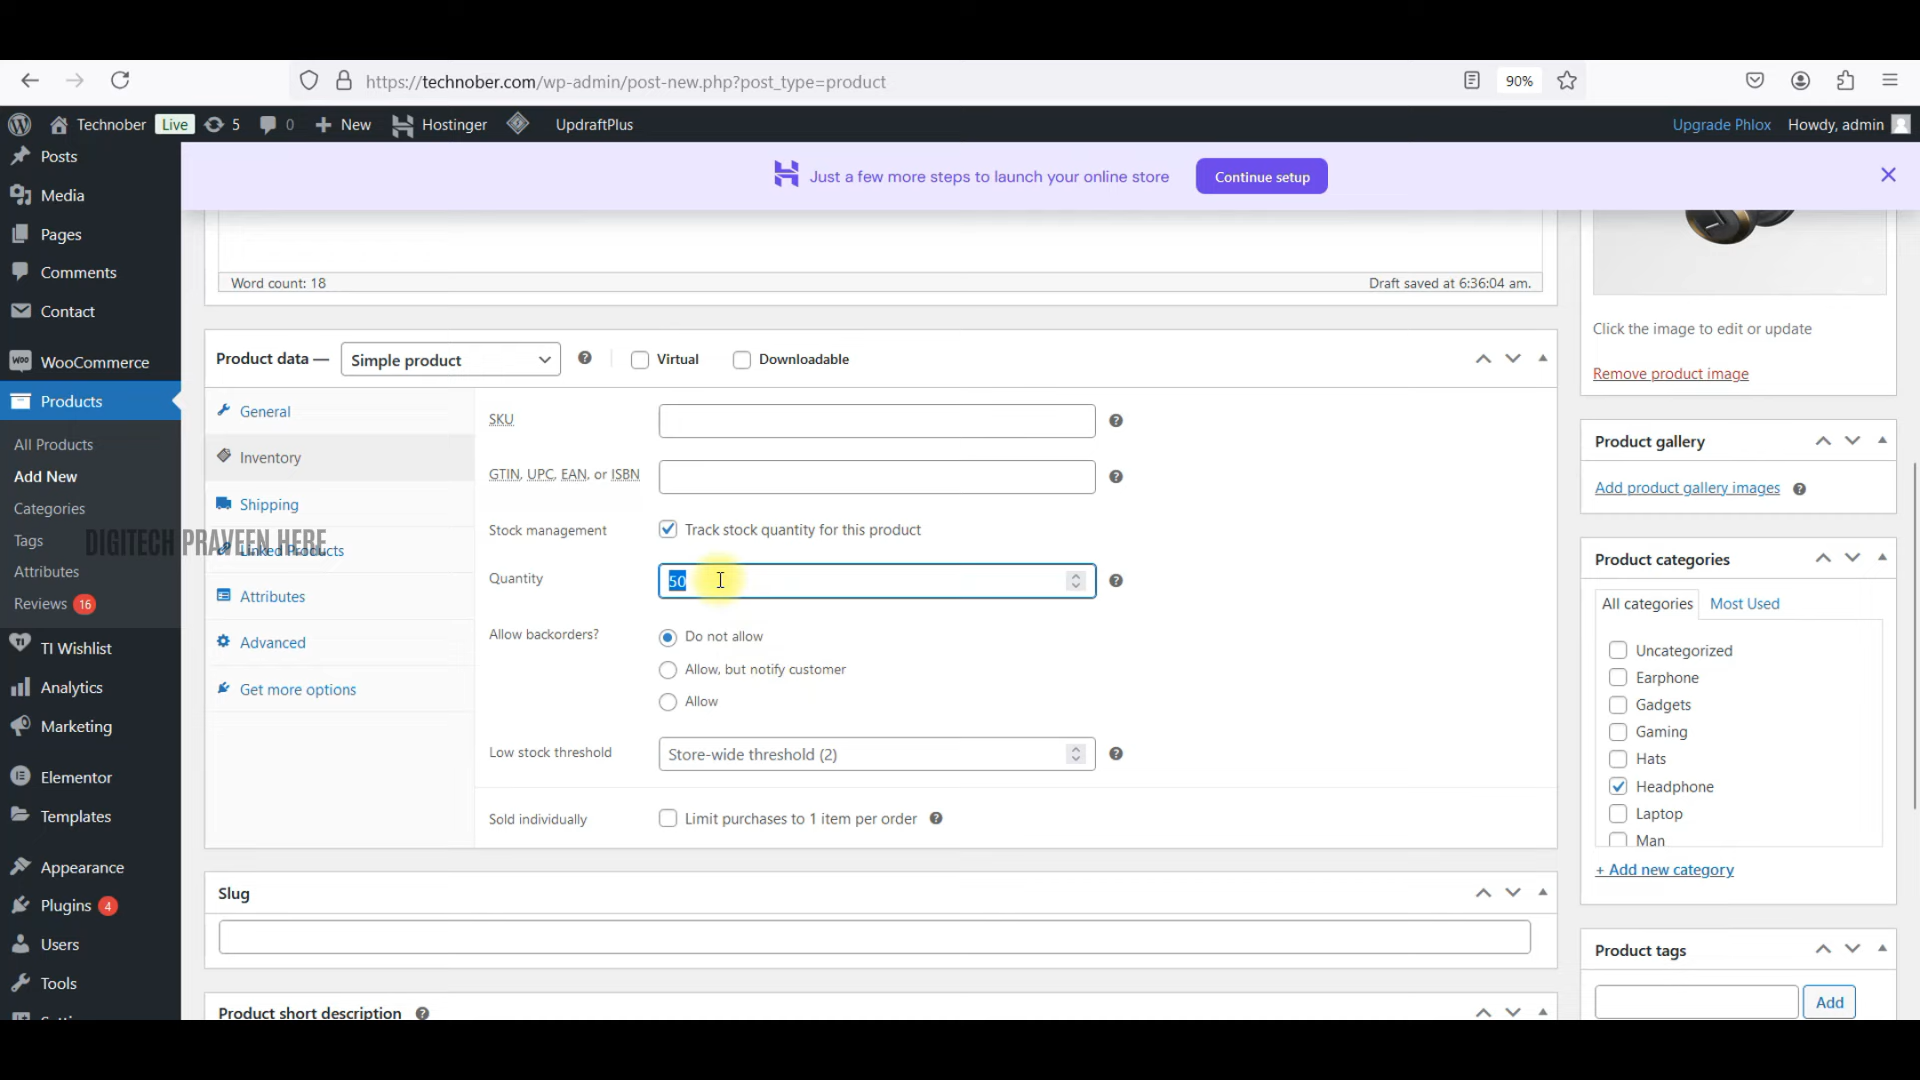 https://technober.com/wp-admin/post-new.php?post_type=product
90%
Technober Live 5 0 New Hostinger UpdraftPlus
Upgrade Phlox Howdy, admin
Just a few more steps to launch your online store Continue setup
Posts
Media
Pages
Comments
Contact
WooCommerce
Products
All Products
Add New
Categories
Tags
Attributes
Reviews 16
TI Wishlist
Analytics
Marketing
Elementor
Templates
Appearance
Plugins 4
Users
Tools
DIGITECH PRAVEEN HERE
Word count: 18
Draft saved at 6:36:04 am.
Product data — Simple product Virtual Downloadable
General
Inventory
Shipping
Linked Products
Attributes
Advanced
Get more options
SKU
GTIN, UPC, EAN, or ISBN
Stock management Track stock quantity for this product
Quantity 50
Allow backorders? Do not allow
Allow, but notify customer
Allow
Low stock threshold Store-wide threshold (2)
Sold individually Limit purchases to 1 item per order
Slug
Product short description
Click the image to edit or update
Remove product image
Product gallery
Add product gallery images
Product categories
All categories Most Used
Uncategorized
Earphone
Gadgets
Gaming
Hats
Headphone
Laptop
Man
+ Add new category
Product tags
Add